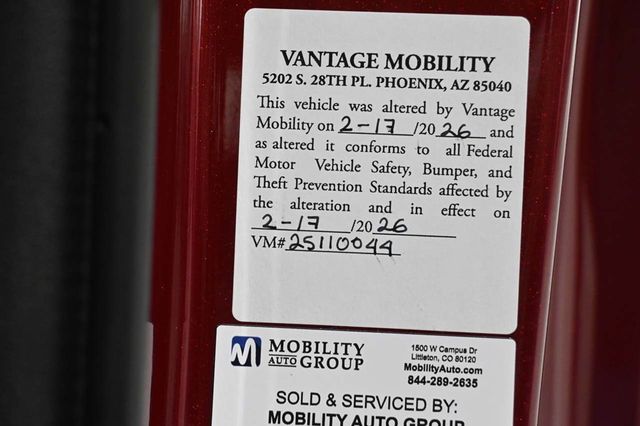 VANTAGE MOBILITY
5202 S. 28TH PL. PHOENIX, AZ 85040
This vehicle was altered by Vantage
Mobility on 2-17 /20 26 and
as altered it conforms to all Federal
Motor Vehicle Safety, Bumper, and
Theft Prevention Standards affected by
the alteration and in effect on
2-17 /20 26
VM# 25110044
M MOBILITY
AUTO GROUP
1500 W Campus Dr
Littleton, CO 80120
MobilityAuto.com
844-289-2635
SOLD & SERVICED BY:
MOBILITY AUTO GROUP